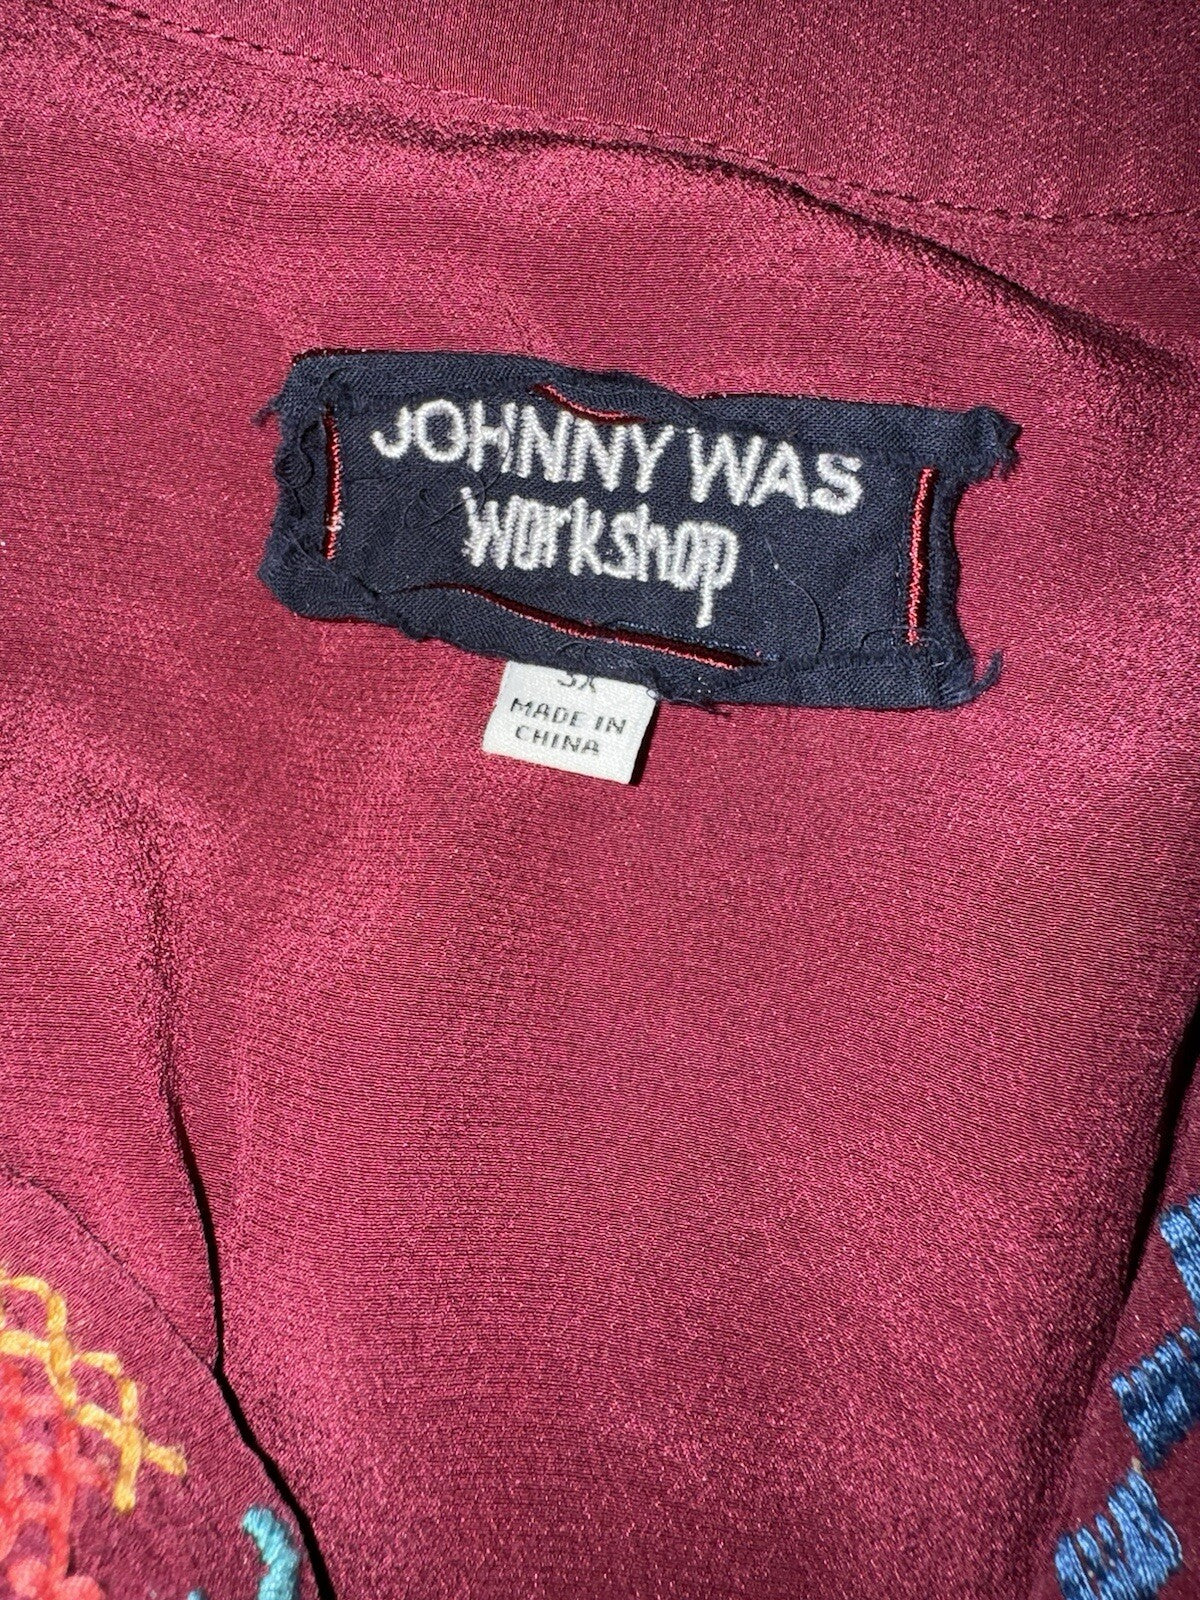 JOHNNY WAS
workshop
3X
MADE IN
CHINA